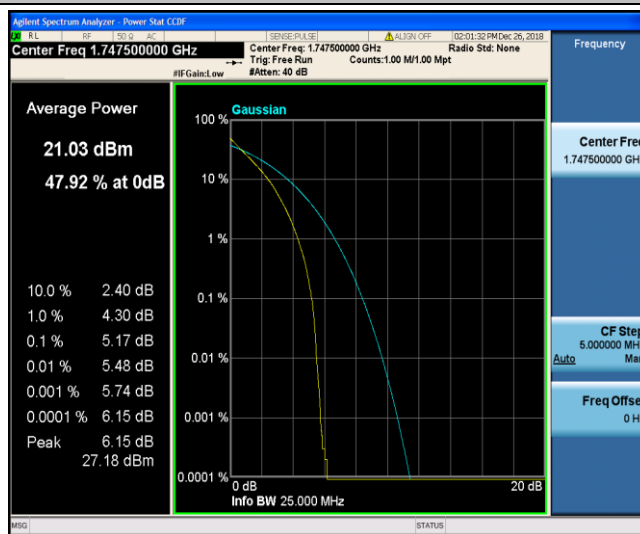 Agilent Spectrum Analyzer - Power Stat CCDF
RL RF 50 Ω AC SENSE:PULSE ALIGN OFF 02:01:32 PM Dec 26, 2018
Center Freq 1.747500000 GHz
Center Freq: 1.747500000 GHz Radio Std: None
Trig: Free Run Counts:1.00 M/1.00 Mpt
#IFGain:Low #Atten: 40 dB
Frequency
Average Power
21.03 dBm
47.92 % at 0dB
10.0 % 2.40 dB
1.0 % 4.30 dB
0.1 % 5.17 dB
0.01 % 5.48 dB
0.001 % 5.74 dB
0.0001 % 6.15 dB
Peak 6.15 dB
27.18 dBm
Gaussian
100 %
10 %
1 %
0.1 %
0.01 %
0.001 %
0.0001 %
0 dB 20 dB
Info BW 25.000 MHz
Center Fre
1.747500000 GH
CF Step
5.000000 MH
Auto Ma
Freq Offse
0 H
MSG STATUS